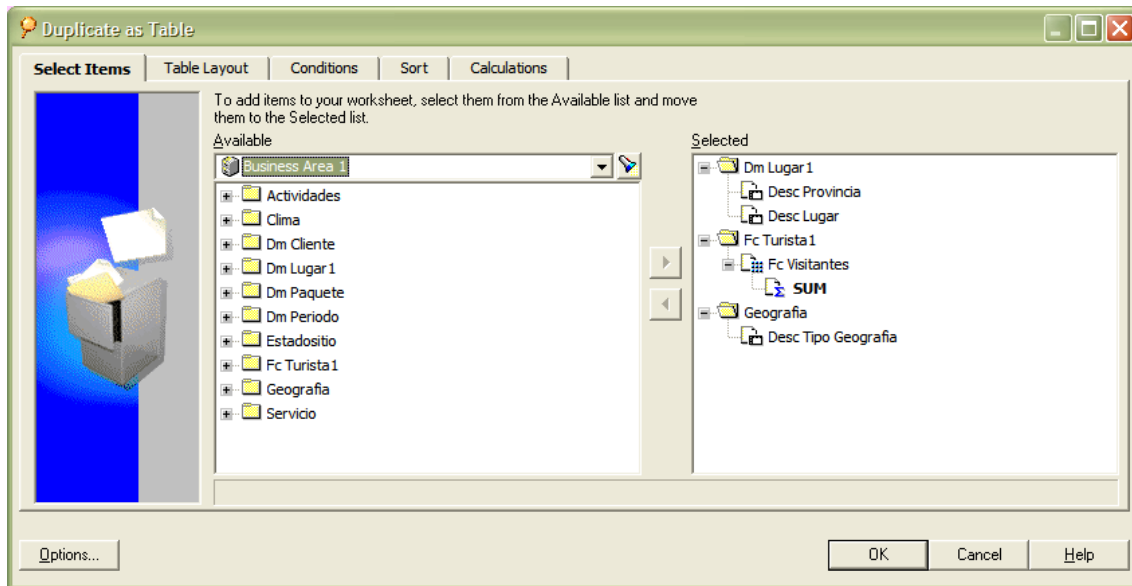 Duplicate as Table
Select Items
Table Layout
Conditions
Sort
Calculations
To add items to your worksheet, select them from the Available list and move
them to the Selected list.
Available
Business Area 1
Actividades
Clima
Dm Cliente
Dm Lugar1
Dm Paquete
Dm Periodo
Estadositio
Fc Turista1
Geografia
Servicio
Selected
Dm Lugar1
Desc Provincia
Desc Lugar
Fc Turista1
Fc Visitantes
SUM
Geografia
Desc Tipo Geografia
Options...
OK
Cancel
Help